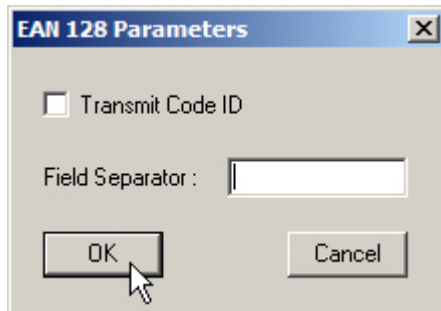 EAN 128 Parameters
Transmit Code ID
Field Separator :
OK
Cancel